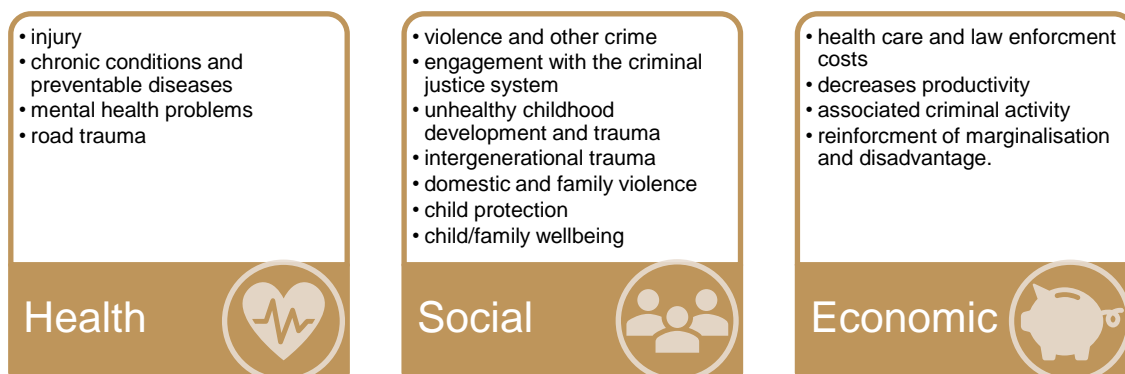 • injury
• chronic conditions and
preventable diseases
• mental health problems
• road trauma
Health
• violence and other crime
• engagement with the criminal
justice system
• unhealthy childhood
development and trauma
• intergenerational trauma
• domestic and family violence
• child protection
• child/family wellbeing
Social
• health care and law enforcment
costs
• decreases productivity
• associated criminal activity
• reinforcment of marginalisation
and disadvantage.
Economic